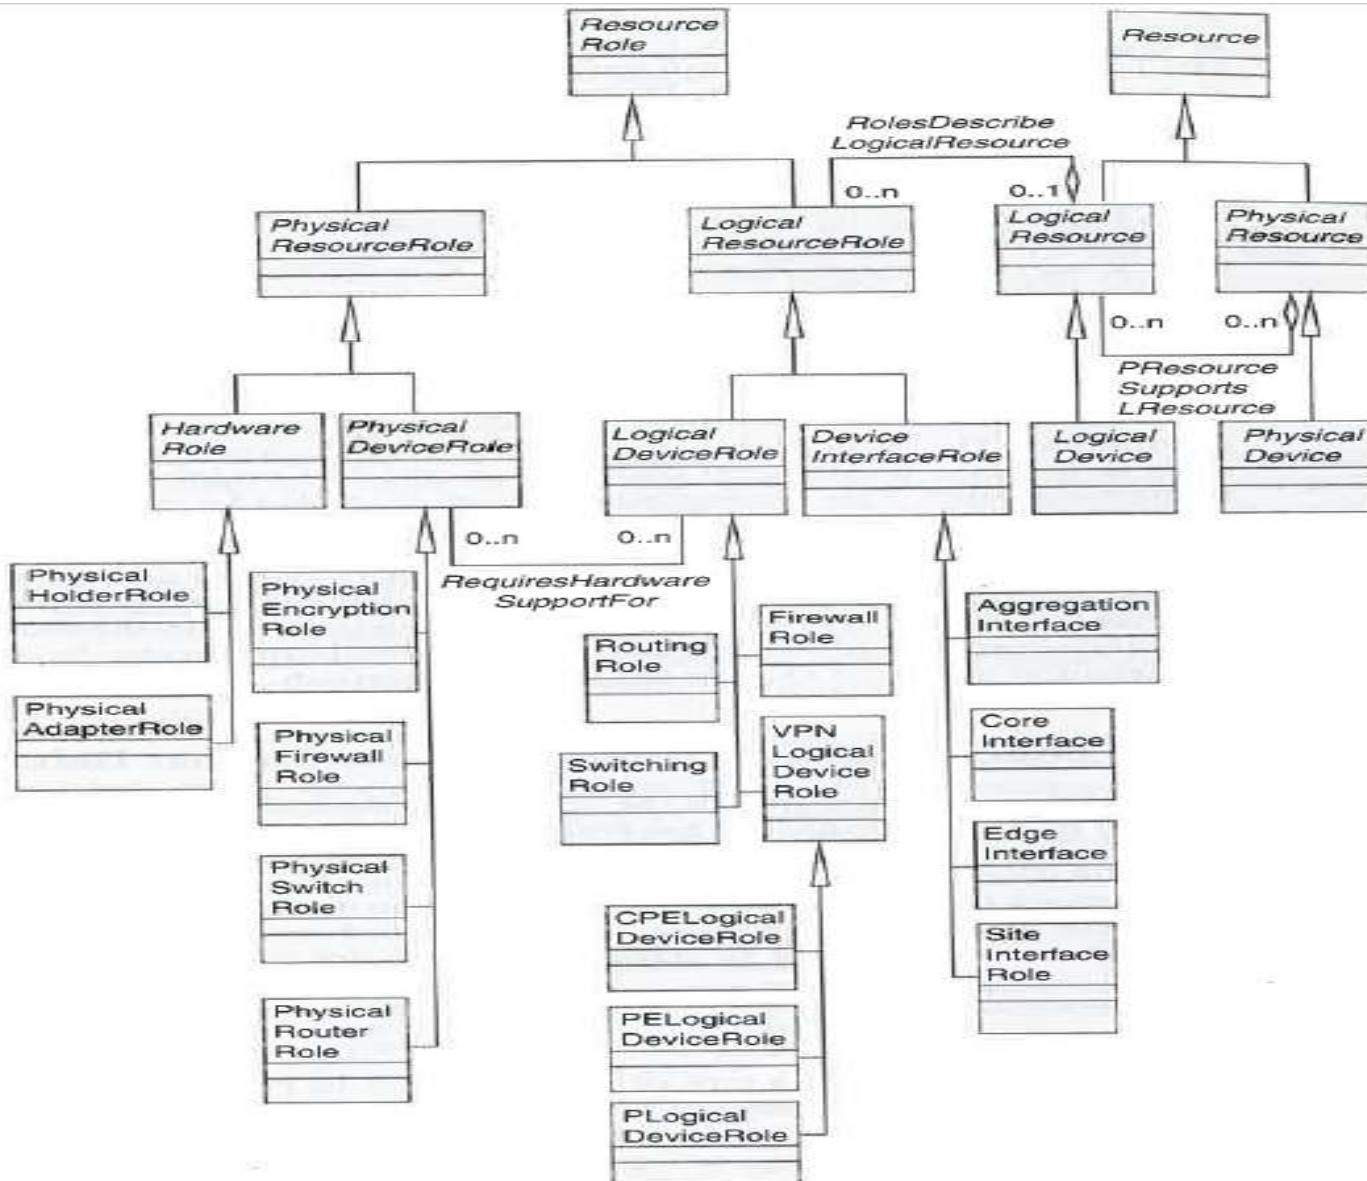 Resource
Role
Resource
RolesDescribe
LogicalResource
0..n
0..1
Physical
ResourceRole
Logical
ResourceRole
Logical
Resource
Physical
Resource
0..n
0..n
PResource
Supports
LResource
Hardware
Role
Physical
DeviceRole
Logical
DeviceRole
Device
InterfaceRole
Logical
Device
Physical
Device
0..n
0..n
RequiresHardware
SupportFor
Physical
HolderRole
Physical
AdapterRole
Physical
Encryption
Role
Physical
Firewall
Role
Physical
Switch
Role
Physical
Router
Role
Routing
Role
Firewall
Role
Switching
Role
VPN
Logical
Device
Role
CPELogical
DeviceRole
PELogical
DeviceRole
PLogical
DeviceRole
Aggregation
Interface
Core
Interface
Edge
Interface
Site
Interface
Role